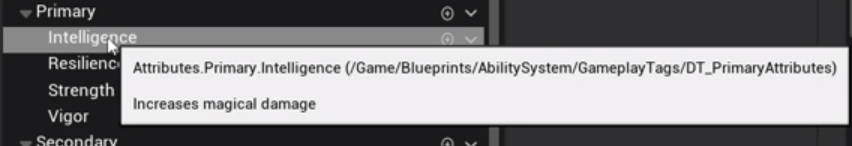 Primary
Intelligence
Attributes.Primary.Intelligence (/Game/Blueprints/AbilitySystem/GameplayTags/DT_PrimaryAttributes)
Resilienc
Strength
Increases magical damage
Vigor
Secondary